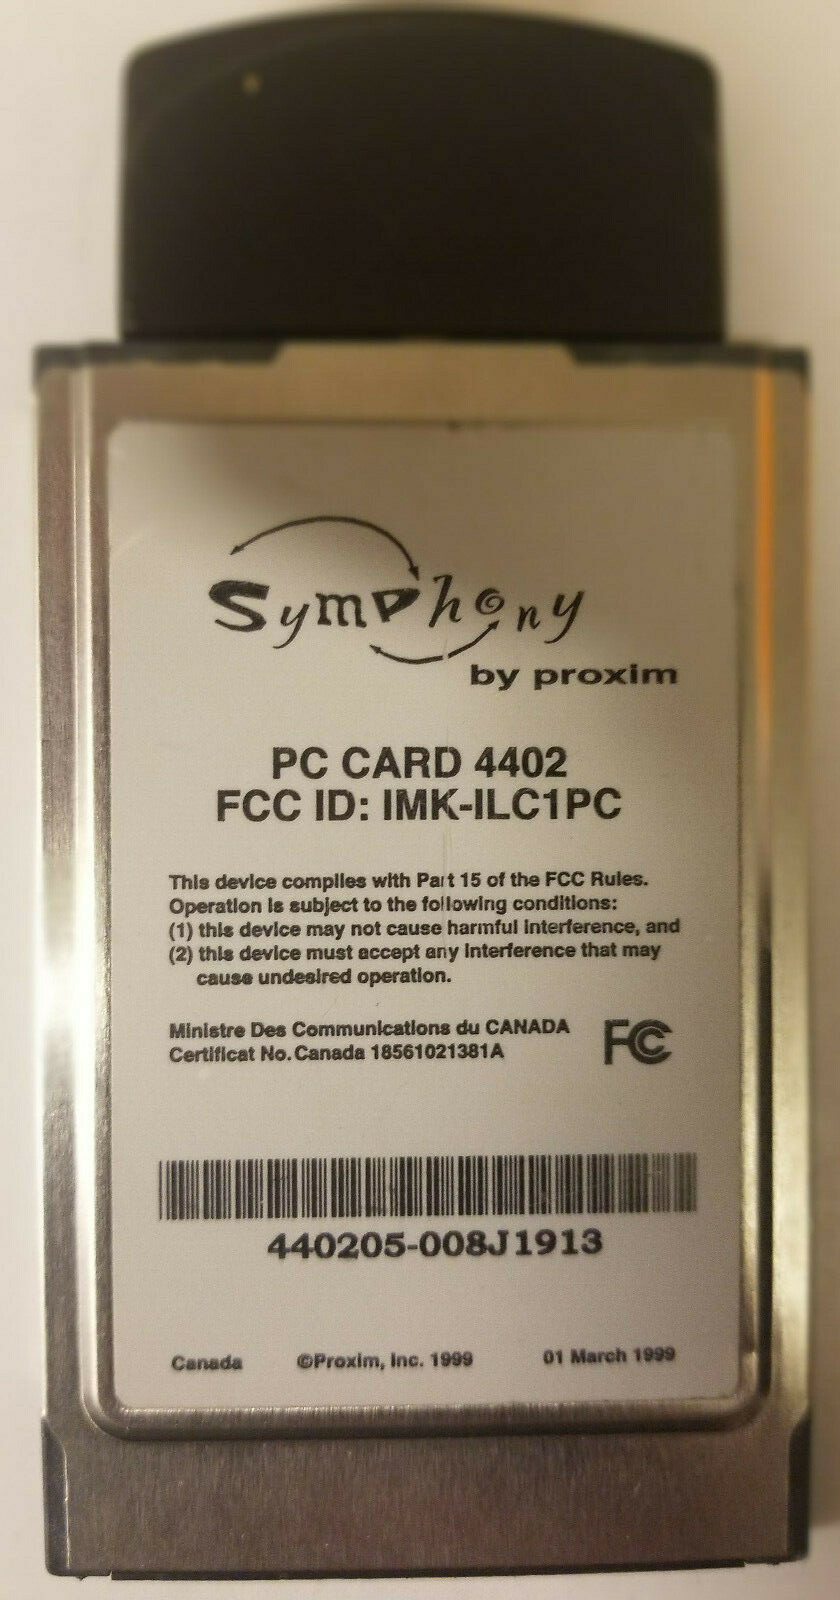 Symphony
by proxim
PC CARD 4402
FCC ID: IMK-ILC1PC
This device complies with Part 15 of the FCC Rules.
Operation is subject to the following conditions:
(1) this device may not cause harmful interference, and
(2) this device must accept any interference that may
cause undesired operation.
Ministre Des Communications du CANADA
Certificat No. Canada 18561021381A
FC
440205-008J1913
Canada ©Proxim, Inc. 1999 01 March 1999